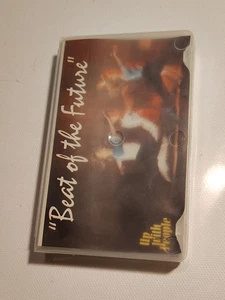 "Beat of the Future"
Up
With
People